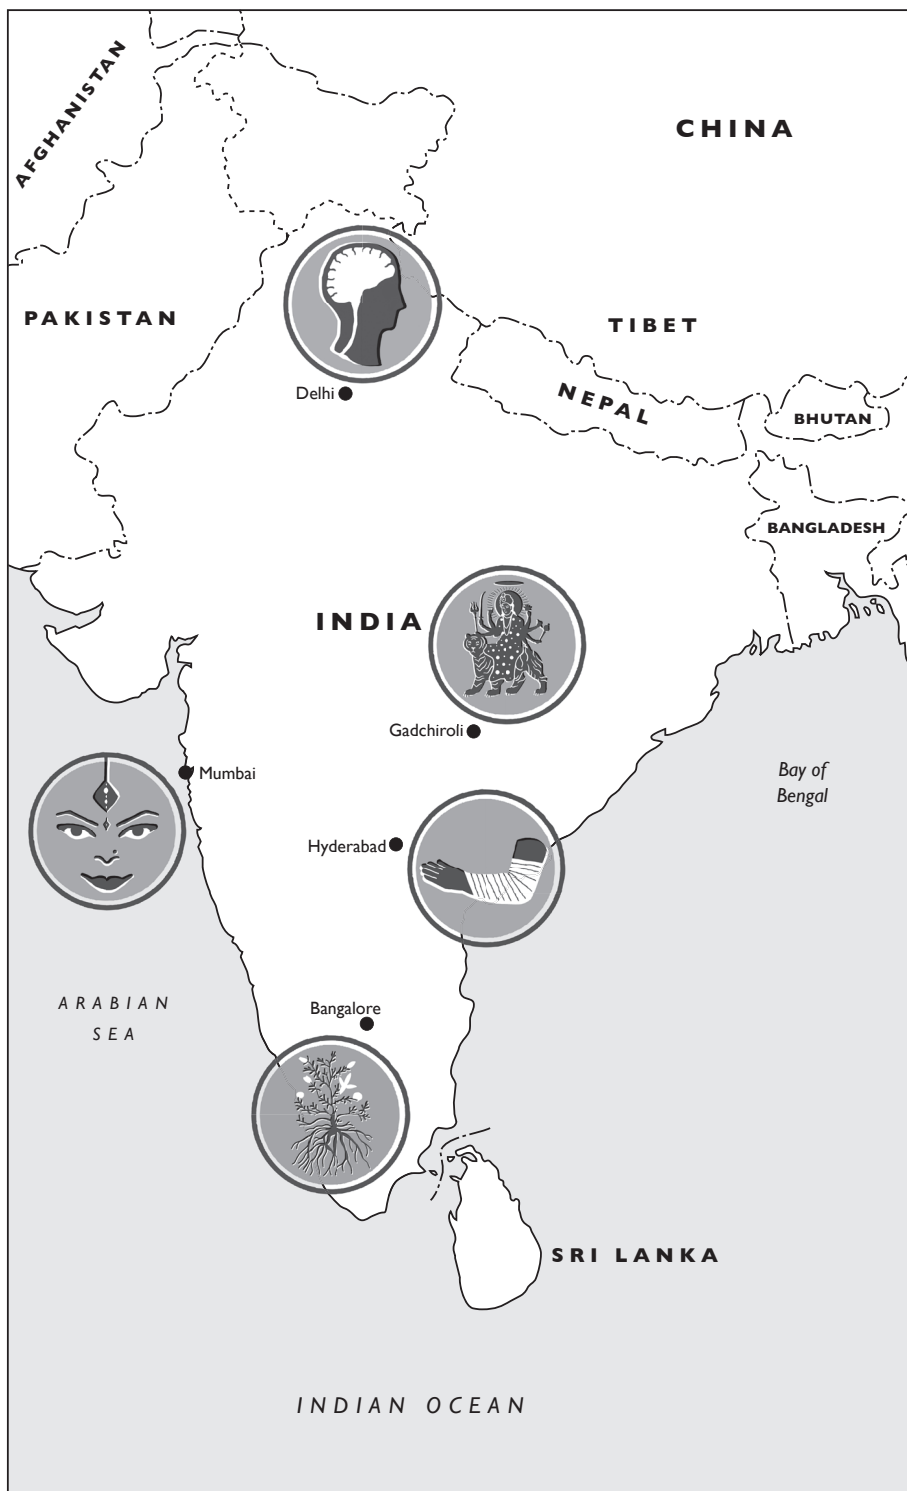 AFGHANISTAN
CHINA
PAKISTAN
TIBET
NEPAL
Delhi
BHUTAN
BANGLADESH
INDIA
Gadchiroli
Mumbai
Bay of
Bengal
Hyderabad
ARABIAN
SEA
Bangalore
SRI LANKA
INDIAN OCEAN